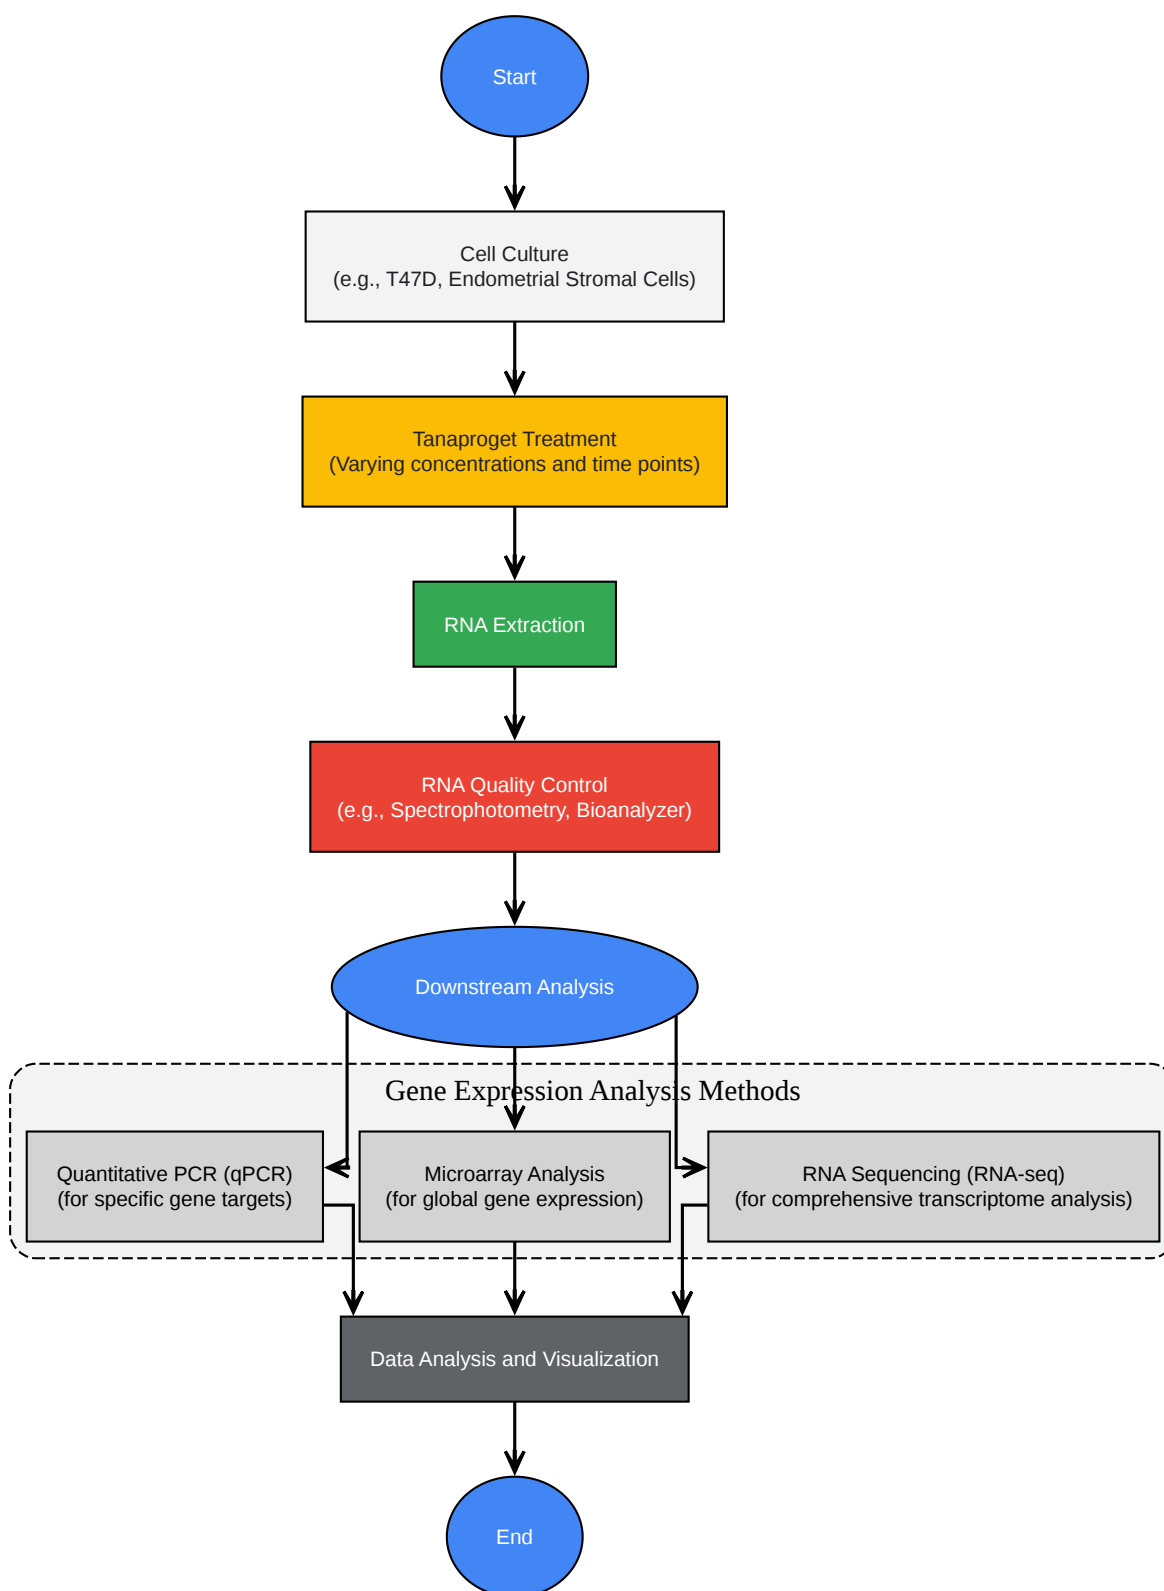 Start
Cell Culture
(e.g., T47D, Endometrial Stromal Cells)
Tanaproget Treatment
(Varying concentrations and time points)
RNA Extraction
RNA Quality Control
(e.g., Spectrophotometry, Bioanalyzer)
Downstream Analysis
Gene Expression Analysis Methods
Quantitative PCR (qPCR)
(for specific gene targets)
Microarray Analysis
(for global gene expression)
RNA Sequencing (RNA-seq)
(for comprehensive transcriptome analysis)
Data Analysis and Visualization
End